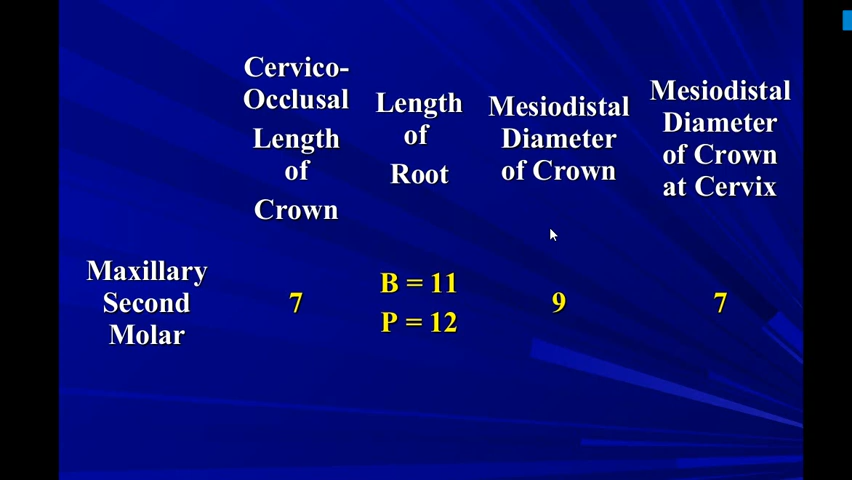 Cervico-
Occlusal
Length
of
Crown
Length
of
Root
Mesiodistal
Diameter
of Crown
Mesiodistal
Diameter
of Crown
at Cervix
Maxillary
Second
Molar
7
B = 11
P = 12
9
7